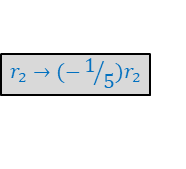 r₂ → (− 1/5)r₂